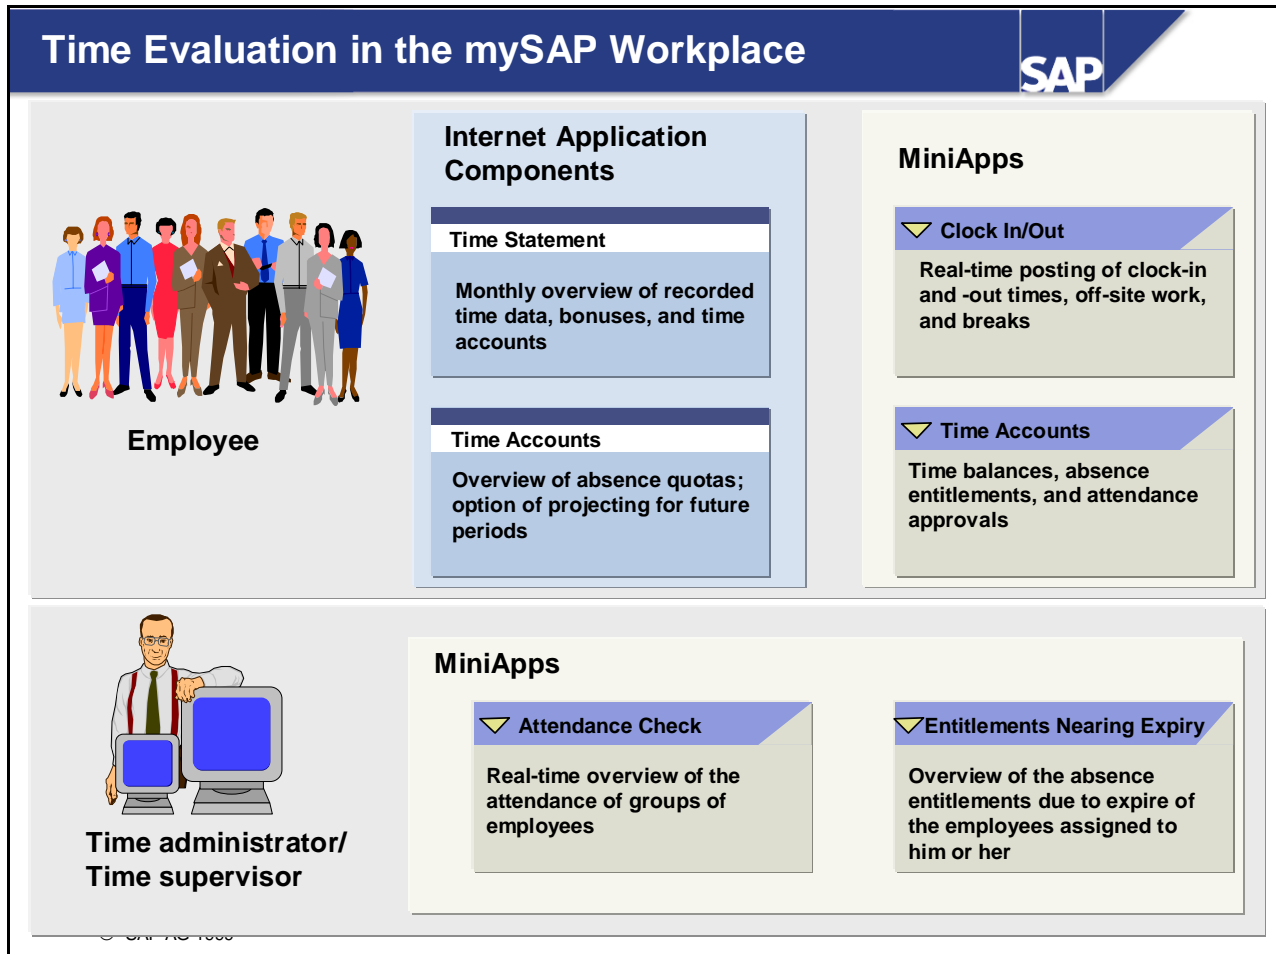 Time Evaluation in the mySAP Workplace
SAP
Internet Application
Components
Time Statement
Monthly overview of recorded
time data, bonuses, and time
accounts
Time Accounts
Overview of absence quotas;
option of projecting for future
periods
MiniApps
Clock In/Out
Real-time posting of clock-in
and -out times, off-site work,
and breaks
Time Accounts
Time balances, absence
entitlements, and attendance
approvals
Employee
MiniApps
Attendance Check
Real-time overview of the
attendance of groups of
employees
Entitlements Nearing Expiry
Overview of the absence
entitlements due to expire of
the employees assigned to
him or her
Time administrator/
Time supervisor
© SAP AG